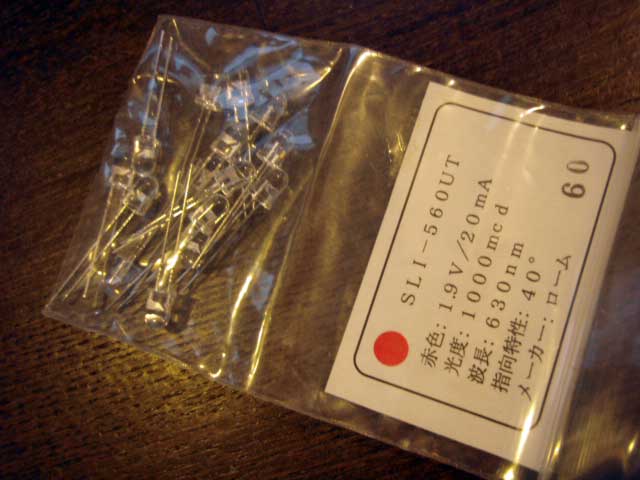 SLI-560UT
赤色: 1.9V/20mA
光度: 1000mcd
波長: 630nm
指向特性: 40°
メーカー: ローム
60